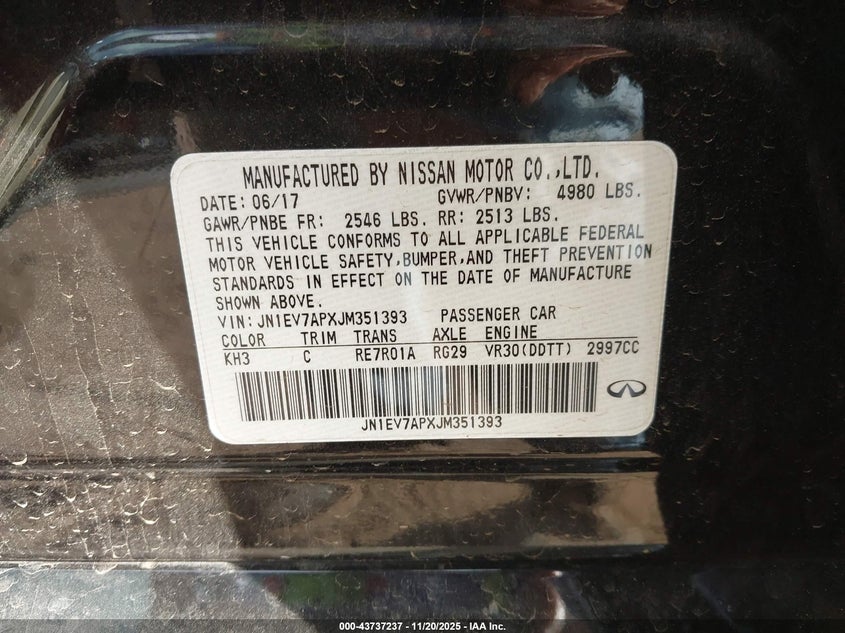 MANUFACTURED BY NISSAN MOTOR CO.,LTD.
DATE: 06/17 GVWR/PNBV: 4980 LBS.
GAWR/PNBE FR: 2546 LBS. RR: 2513 LBS.
THIS VEHICLE CONFORMS TO ALL APPLICABLE FEDERAL
MOTOR VEHICLE SAFETY,BUMPER,AND THEFT PREVENTION
STANDARDS IN EFFECT ON THE DATE OF MANUFACTURE
SHOWN ABOVE.
VIN: JN1EV7APXJM351393 PASSENGER CAR
COLOR TRIM TRANS AXLE ENGINE
KH3 C RE7R01A RG29 VR30(DDTT) 2997CC
JN1EV7APXJM351393
000-43737237 - 11/20/2025 - IAA Inc.